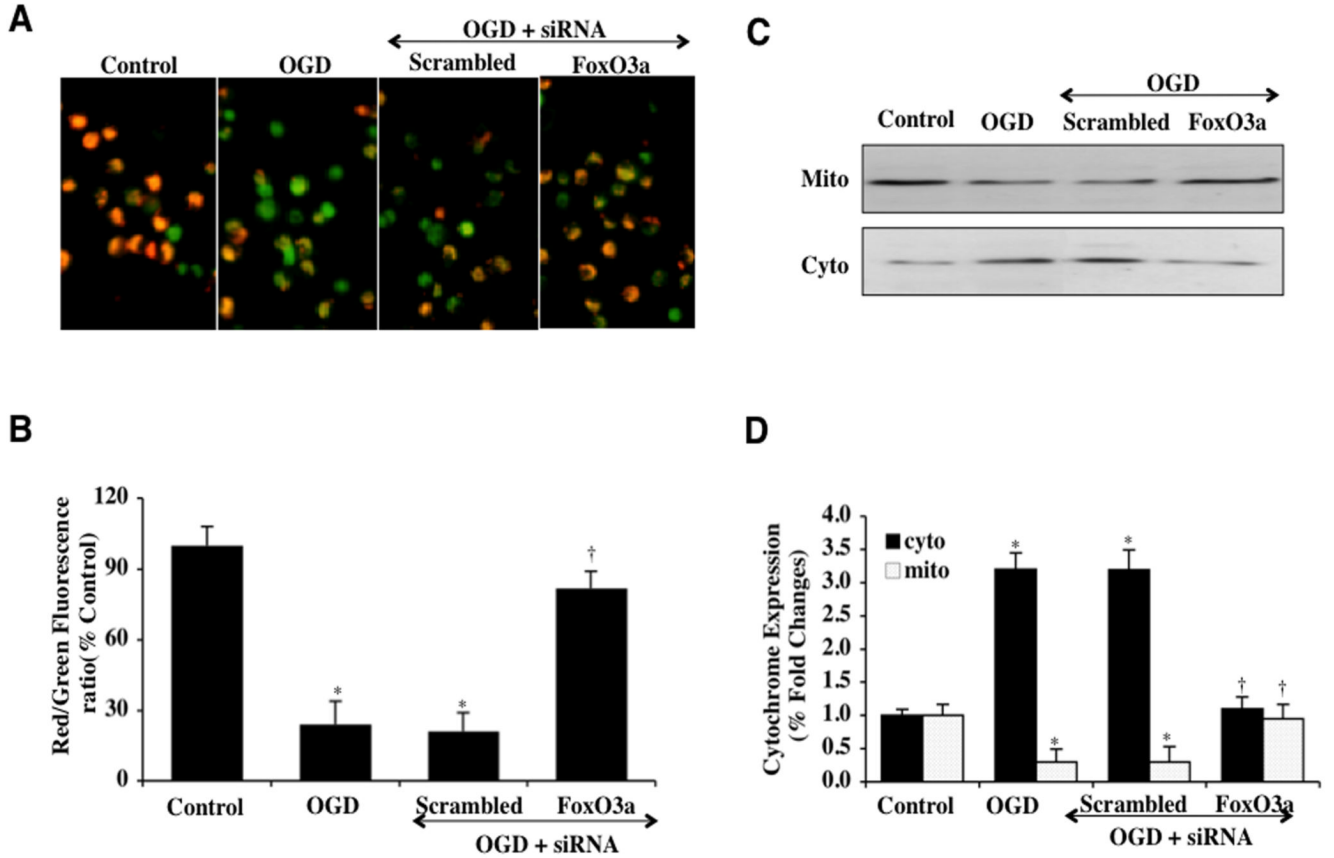 A
OGD + siRNA
Control OGD Scrambled FoxO3a
C
OGD
Control OGD Scrambled FoxO3a
Mito
Cyto
B
Red/Green Fluorescence
ratio(% Control)
120
90
60
30
0
* * †
Control OGD Scrambled FoxO3a
OGD + siRNA
D
Cytochrome Expression
(% Fold Changes)
4.0
3.5
3.0
2.5
2.0
1.5
1.0
0.5
0.0
cyto
mito
* * * * † †
Control OGD Scrambled FoxO3a
OGD + siRNA